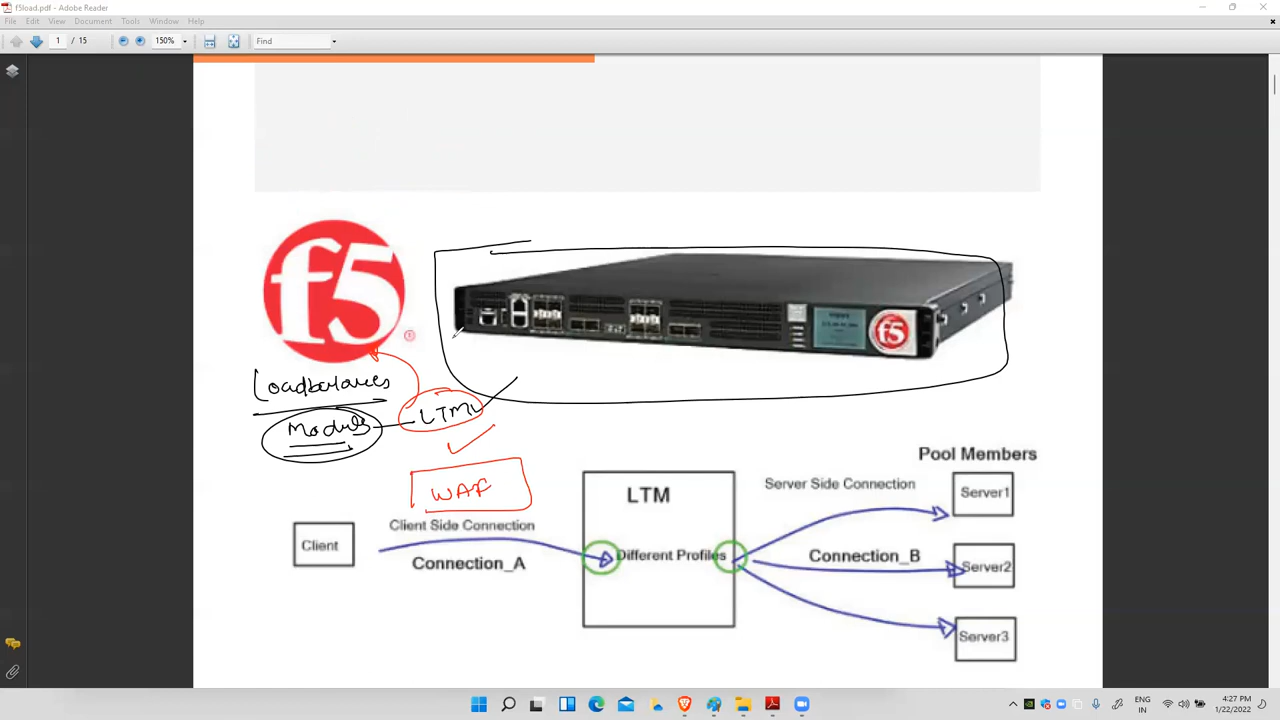 f5load.pdf - Adobe Reader
File Edit View Document Tools Window Help
1 / 15 150% Find
f5
®
f5
Loadbalancers
Module
LTM
WAF
Pool Members
LTM
Server Side Connection
Server1
Client
Client Side Connection
Connection_A
Different Profiles
Connection_B
Server2
Server3
ENG
IN
4:27 PM
1/22/2022